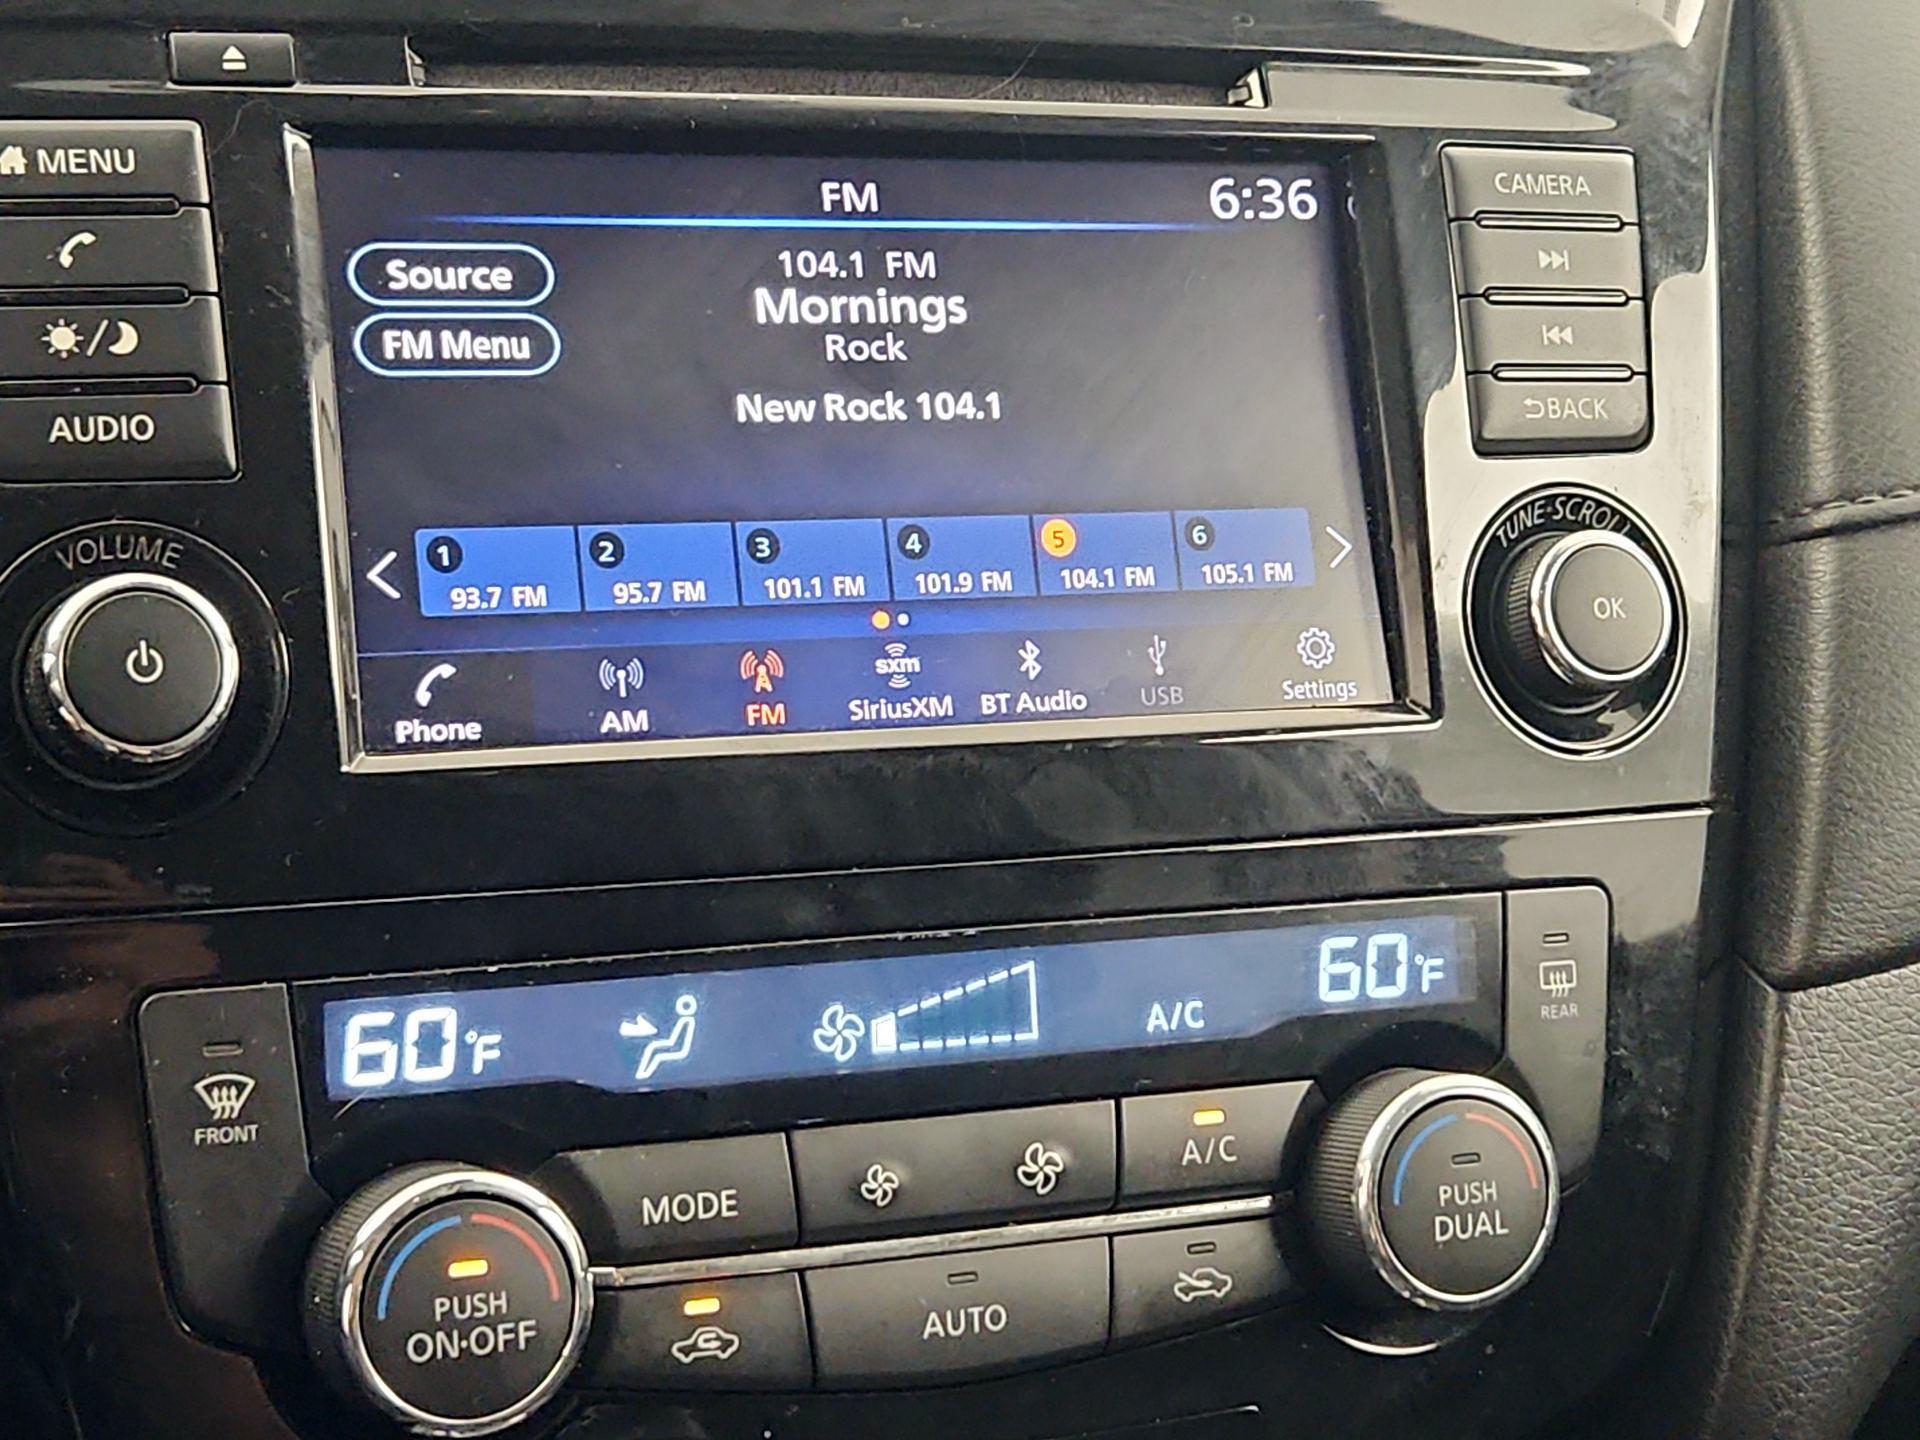 MENU
AUDIO
VOLUME
FM
6:36
Source
FM Menu
104.1 FM
Mornings
Rock
New Rock 104.1
1
93.7 FM
2
95.7 FM
3
101.1 FM
4
101.9 FM
5
104.1 FM
6
105.1 FM
Phone
AM
FM
sxm
SiriusXM
BT Audio
USB
Settings
CAMERA
BACK
TUNE·SCROLL
OK
60°F
A/C
60°F
FRONT
REAR
MODE
A/C
PUSH
ON·OFF
AUTO
PUSH
DUAL